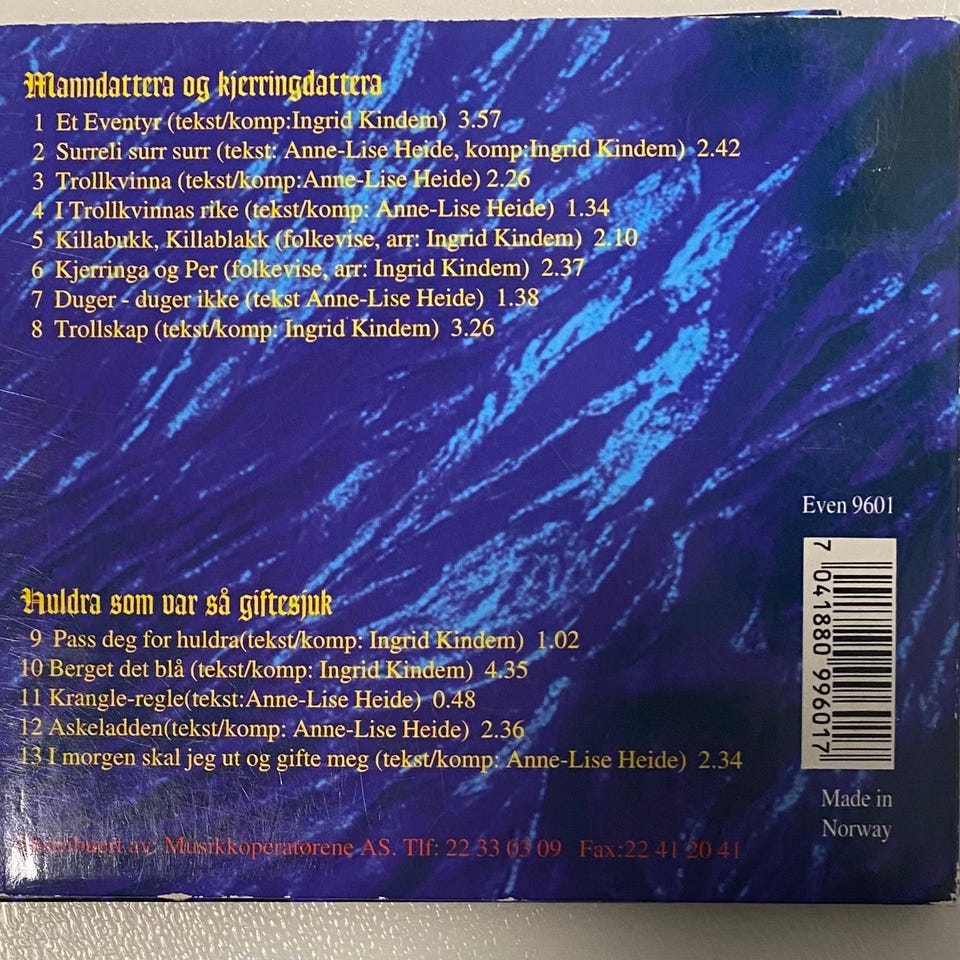 Manndattera og kjerringdattera
1 Et Eventyr (tekst/komp:Ingrid Kindem) 3.57
2 Surreli surr surr (tekst: Anne-Lise Heide, komp:Ingrid Kindem) 2.42
3 Trollkvinna (tekst/komp:Anne-Lise Heide) 2.26
4 I Trollkvinnas rike (tekst/komp: Anne-Lise Heide) 1.34
5 Killabukk, Killablakk (folkevise, arr: Ingrid Kindem) 2.10
6 Kjerringa og Per (folkevise, arr: Ingrid Kindem) 2.37
7 Duger - duger ikke (tekst Anne-Lise Heide) 1.38
8 Trollskap (tekst/komp: Ingrid Kindem) 3.26
Even 9601
7 041880 996017
Huldra som var så giftesjuk
9 Pass deg for huldra(tekst/komp: Ingrid Kindem) 1.02
10 Berget det blå (tekst/komp: Ingrid Kindem) 4.35
11 Krangle-regle(tekst:Anne-Lise Heide) 0.48
12 Askeladden(tekst/komp: Anne-Lise Heide) 2.36
13 I morgen skal jeg ut og gifte meg (tekst/komp: Anne-Lise Heide) 2.34
Made in
Norway
Distribuert av: Musikkoperatørene AS. Tlf: 22 33 03 09 Fax:22 41 20 41